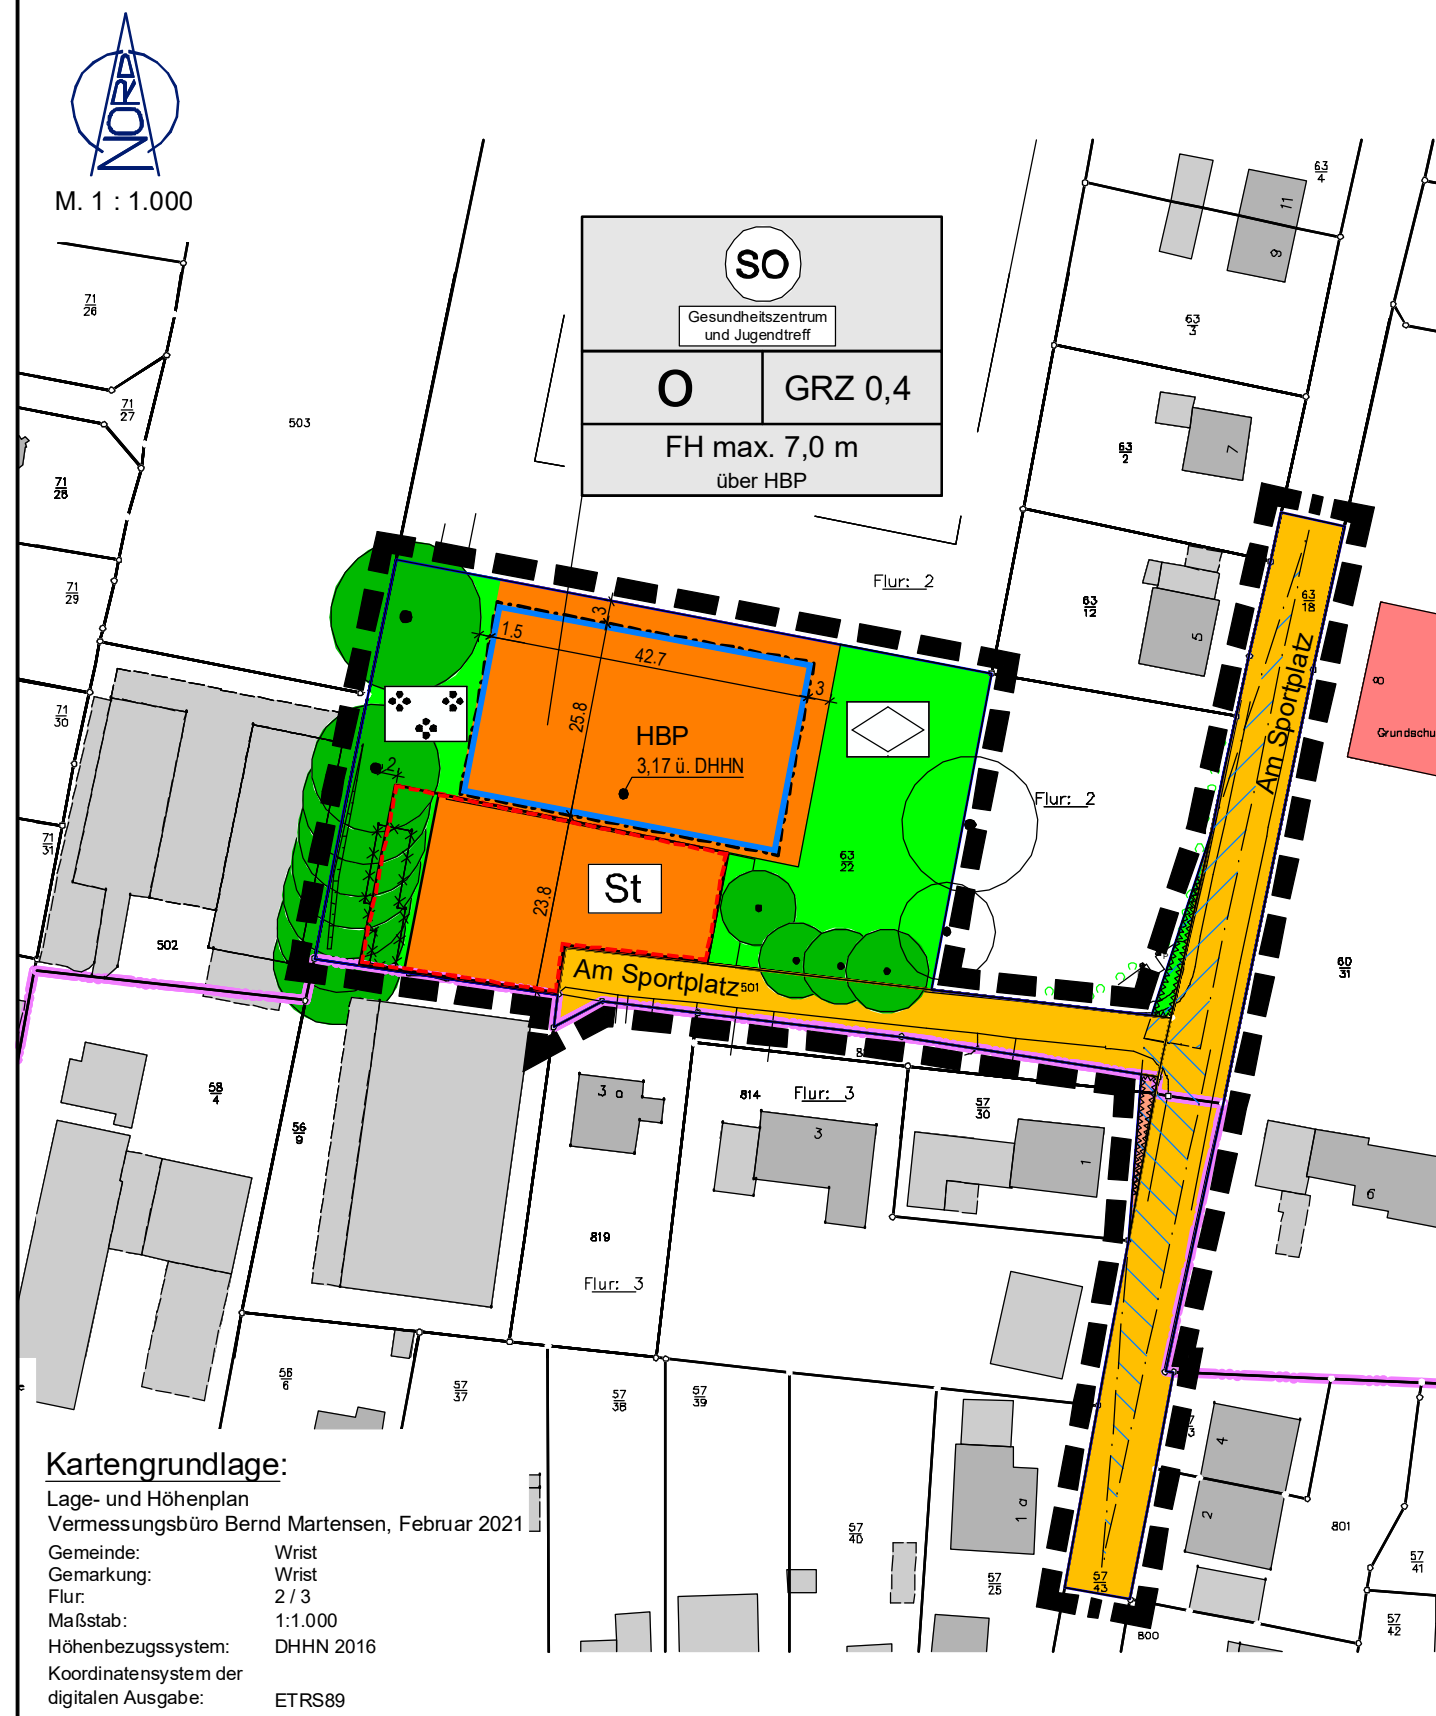 NORD
M. 1 : 1.000
SO
Gesundheitszentrum
und Jugendtreff
O
GRZ 0,4
FH max. 7,0 m
über HBP
63
4
11
9
71
26
63
3
71
27
503
7
63
2
71
28
Flur: 2
71
29
63
12
5
63
18
3
1.5
42.7
3
Am Sportplatz
8
Grundschu
71
30
25.8
HBP
3,17 ü. DHHN
2
Flur: 2
71
31
63
22
St
23.8
502
60
31
Am Sportplatz
501
58
4
3 a
814
Flur: 3
57
30
56
9
3
1
6
819
Flur: 3
56
6
57
37
57
38
57
39
4
Kartengrundlage:
Lage- und Höhenplan
Vermessungsbüro Bernd Martensen, Februar 2021
1 a
2
801
57
40
57
41
Gemeinde: Wrist
Gemarkung: Wrist
Flur: 2 / 3
Maßstab: 1:1.000
Höhenbezugssystem: DHHN 2016
Koordinatensystem der
digitalen Ausgabe: ETRS89
57
25
57
43
57
42
800